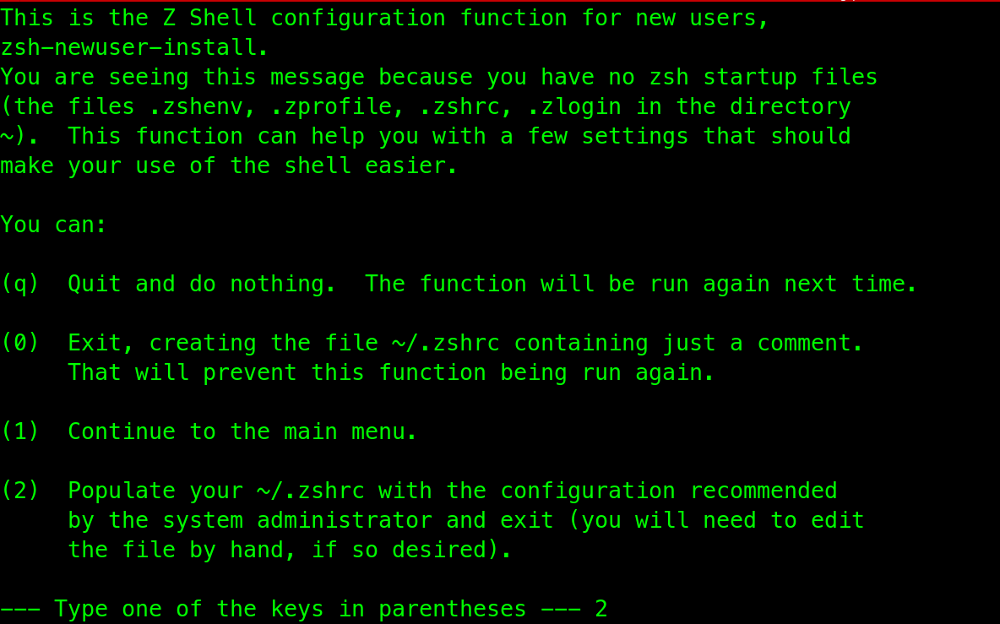 This is the Z Shell configuration function for new users,
zsh-newuser-install.
You are seeing this message because you have no zsh startup files
(the files .zshenv, .zprofile, .zshrc, .zlogin in the directory
~).  This function can help you with a few settings that should
make your use of the shell easier.

You can:

(q)  Quit and do nothing.  The function will be run again next time.

(0)  Exit, creating the file ~/.zshrc containing just a comment.
     That will prevent this function being run again.

(1)  Continue to the main menu.

(2)  Populate your ~/.zshrc with the configuration recommended
     by the system administrator and exit (you will need to edit
     the file by hand, if so desired).

--- Type one of the keys in parentheses --- 2